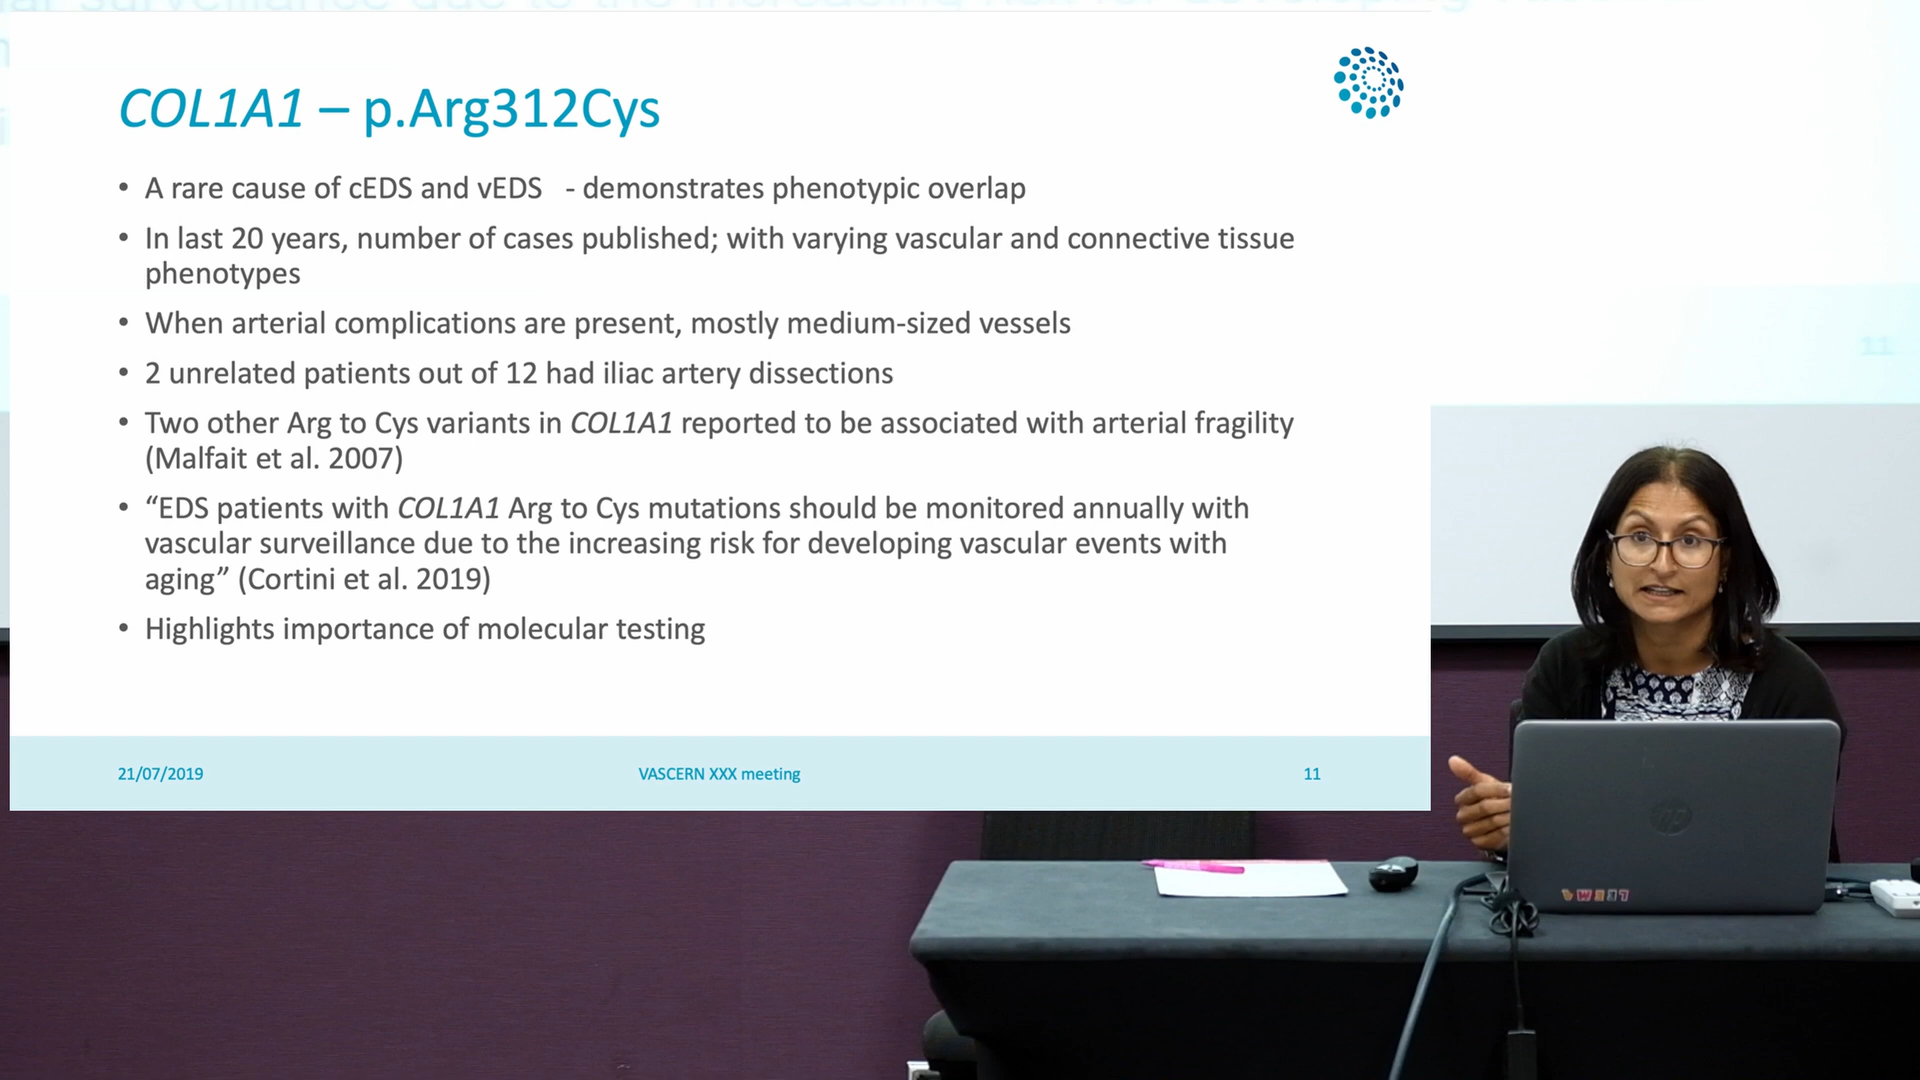 COL1A1 – p.Arg312Cys
• A rare cause of cEDS and vEDS - demonstrates phenotypic overlap
• In last 20 years, number of cases published; with varying vascular and connective tissue
phenotypes
• When arterial complications are present, mostly medium-sized vessels
• 2 unrelated patients out of 12 had iliac artery dissections
• Two other Arg to Cys variants in COL1A1 reported to be associated with arterial fragility
(Malfait et al. 2007)
• “EDS patients with COL1A1 Arg to Cys mutations should be monitored annually with
vascular surveillance due to the increasing risk for developing vascular events with
aging” (Cortini et al. 2019)
• Highlights importance of molecular testing
21/07/2019
VASCERN XXX meeting
11
11
hp